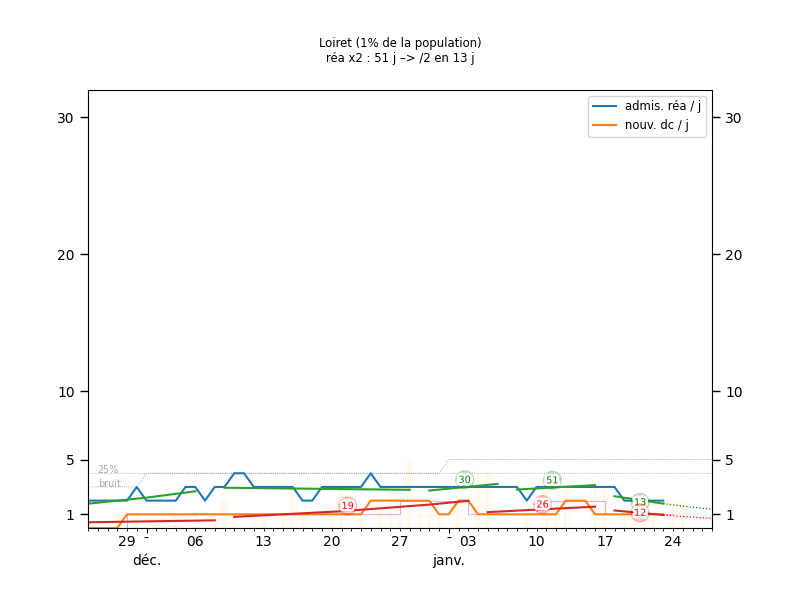 Loiret (1% de la population)
réa x2 : 51 j –> /2 en 13 j
admis. réa / j
nouv. dc / j
30 30
20 20
10 10
5 5
25%
bruit
30 51 13
19 26 12
1 1
29 06 13 20 27 03 10 17 24
déc. janv.